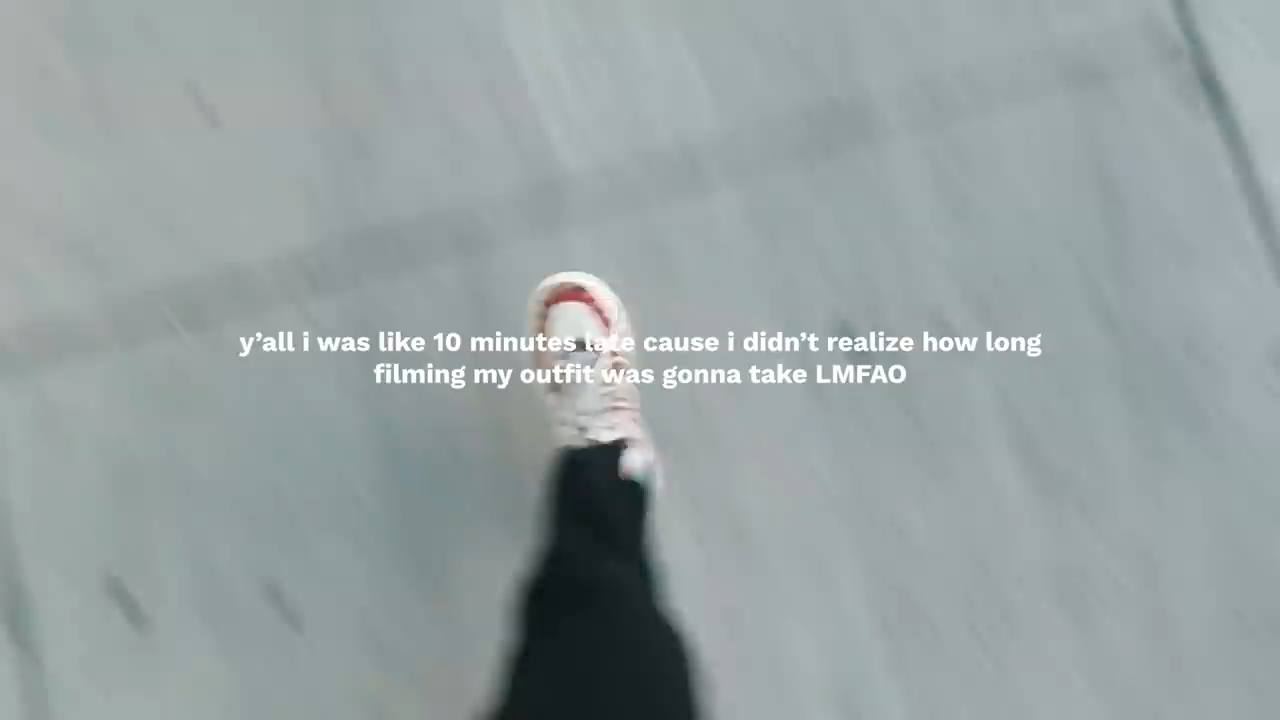 y’all i was like 10 minutes late cause i didn’t realize how long
filming my outfit was gonna take LMFAO